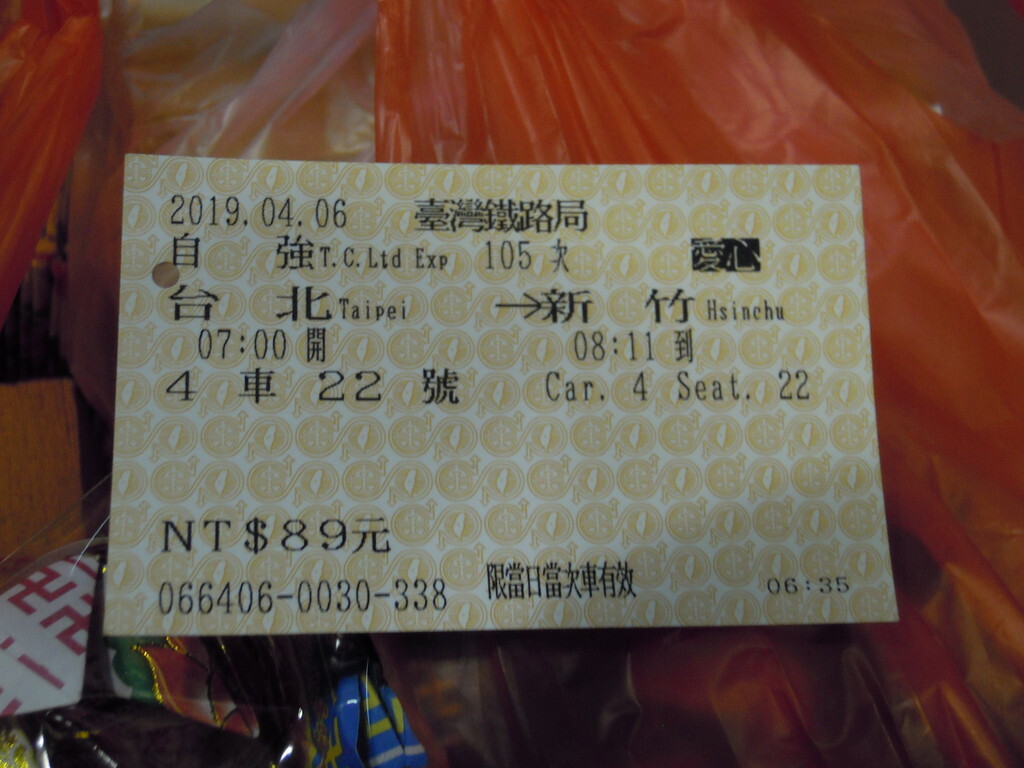 2019.04.06 臺灣鐵路局
自 強 T.C.Ltd Exp 105 次 愛心
台 北 Taipei →新 竹 Hsinchu
07:00 開 08:11 到
4 車 22 號 Car. 4 Seat. 22
NT$89元
066406-0030-338 限當日當次車有效 06:35